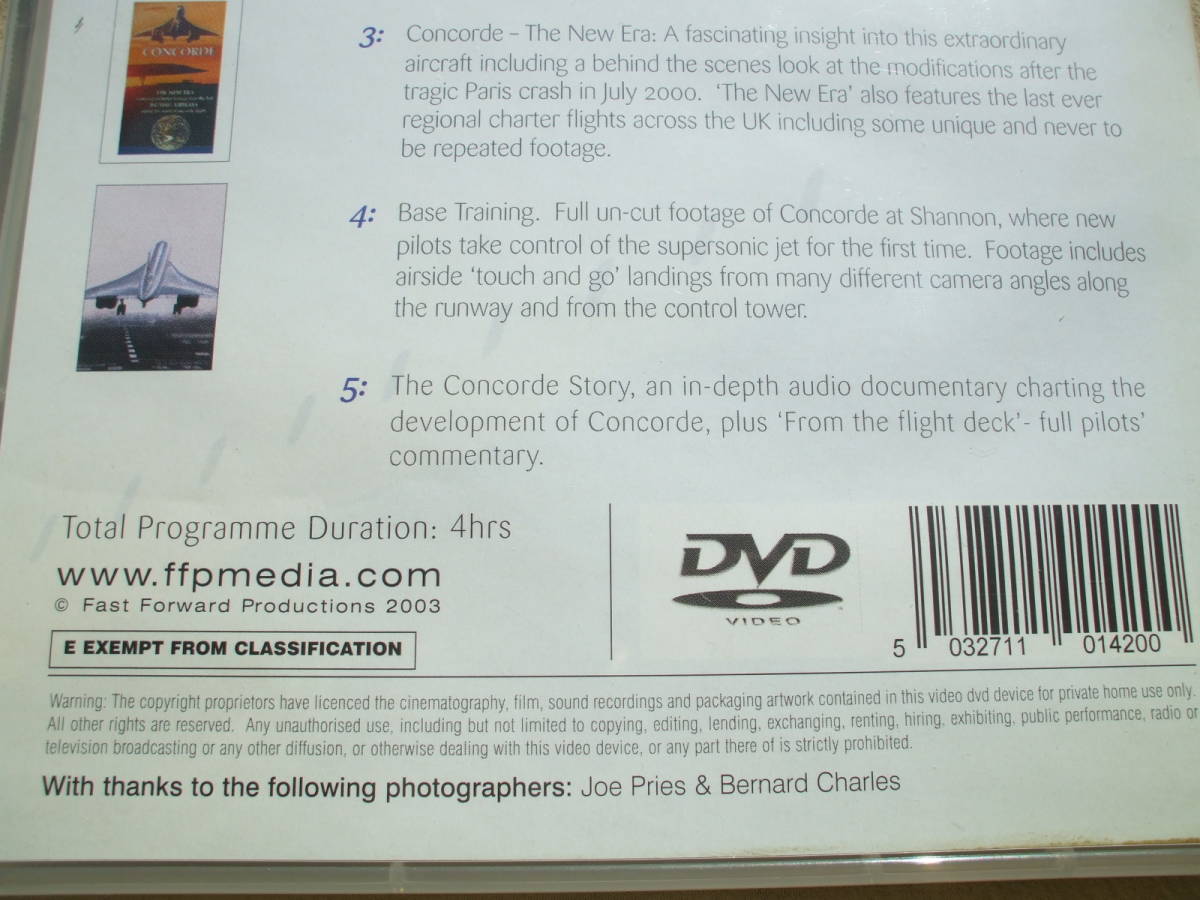 CONCORDE
3: Concorde – The New Era: A fascinating insight into this extraordinary
aircraft including a behind the scenes look at the modifications after the
tragic Paris crash in July 2000. 'The New Era' also features the last ever
regional charter flights across the UK including some unique and never to
be repeated footage.
4: Base Training. Full un-cut footage of Concorde at Shannon, where new
pilots take control of the supersonic jet for the first time. Footage includes
airside 'touch and go' landings from many different camera angles along
the runway and from the control tower.
5: The Concorde Story, an in-depth audio documentary charting the
development of Concorde, plus 'From the flight deck'- full pilots'
commentary.
Total Programme Duration: 4hrs
www.ffpmedia.com
© Fast Forward Productions 2003
E EXEMPT FROM CLASSIFICATION
DVD
VIDEO
5 032711 014200
Warning: The copyright proprietors have licenced the cinematography, film, sound recordings and packaging artwork contained in this video dvd device for private home use only.
All other rights are reserved. Any unauthorised use, including but not limited to copying, editing, lending, exchanging, renting, hiring, exhibiting, public performance, radio or
television broadcasting or any other diffusion, or otherwise dealing with this video device, or any part there of is strictly prohibited.
With thanks to the following photographers: Joe Pries & Bernard Charles